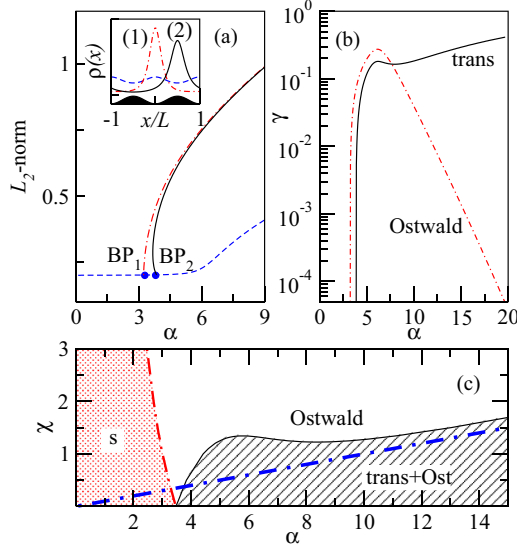 (1) (2) (a)
ρ(x)
-1 x/L 1
1
0.5
L₂-norm
BP₁ BP₂
0 3 6 9
α
(b)
γ
10⁰
10⁻¹
10⁻²
10⁻³
10⁻⁴
trans
Ostwald
0 5 10 15 20
α
(c)
χ
3
2
1
0
s
Ostwald
trans+Ost
2 4 6 8 10 12 14
α